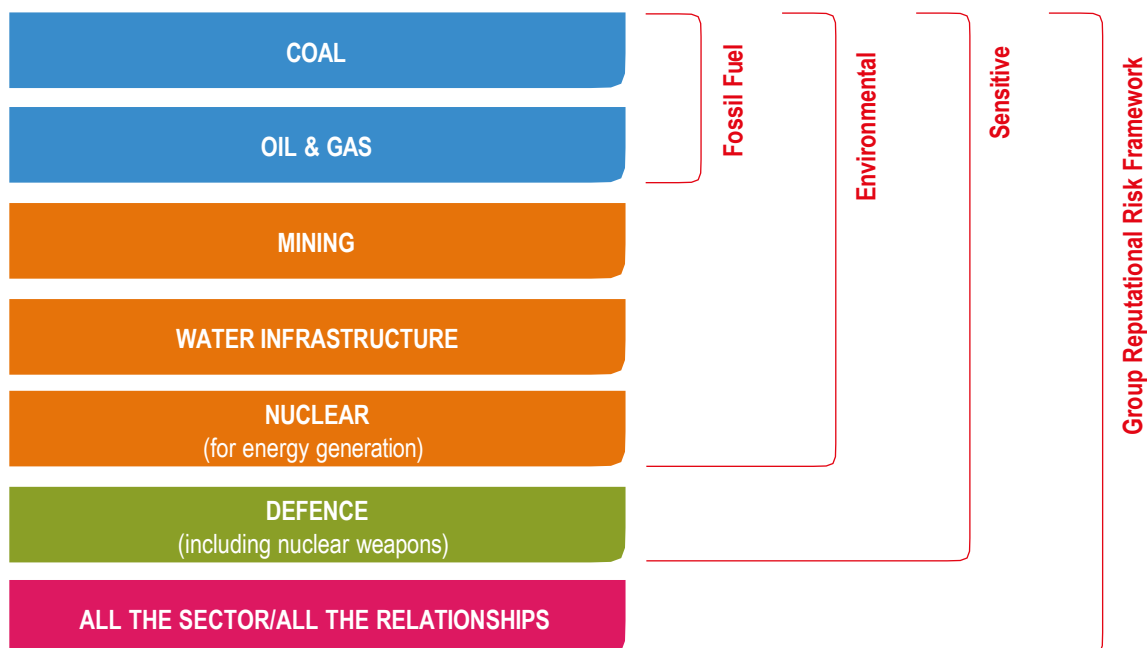 COAL
OIL & GAS
MINING
WATER INFRASTRUCTURE
NUCLEAR
(for energy generation)
DEFENCE
(including nuclear weapons)
ALL THE SECTOR/ALL THE RELATIONSHIPS
Fossil Fuel
Environmental
Sensitive
Group Reputational Risk Framework